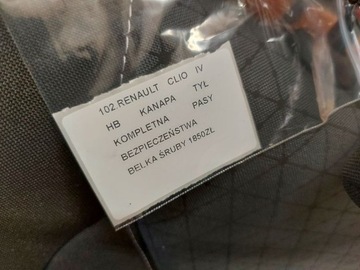 102.RENAULT CLIO IV
HB KANAPA TYŁ
KOMPLETNA PASY
BEZPIECZEŃSTWA
BELKA ŚRUBY 1850ZŁ